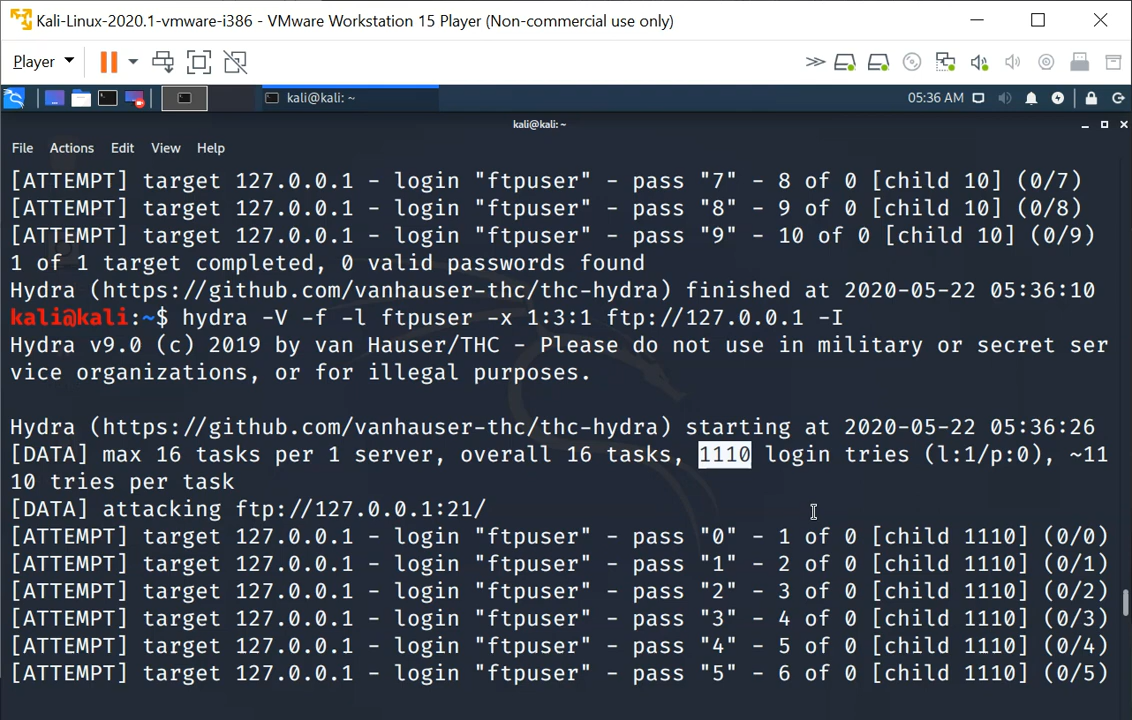 Kali-Linux-2020.1-vmware-i386 - VMware Workstation 15 Player (Non-commercial use only)
Player
kali@kali: ~
05:36 AM
kali@kali: ~
File Actions Edit View Help
[ATTEMPT] target 127.0.0.1 - login "ftpuser" - pass "7" - 8 of 0 [child 10] (0/7)
[ATTEMPT] target 127.0.0.1 - login "ftpuser" - pass "8" - 9 of 0 [child 10] (0/8)
[ATTEMPT] target 127.0.0.1 - login "ftpuser" - pass "9" - 10 of 0 [child 10] (0/9)
1 of 1 target completed, 0 valid passwords found
Hydra (https://github.com/vanhauser-thc/thc-hydra) finished at 2020-05-22 05:36:10
kali@kali:~$ hydra -V -f -l ftpuser -x 1:3:1 ftp://127.0.0.1 -I
Hydra v9.0 (c) 2019 by van Hauser/THC - Please do not use in military or secret ser
vice organizations, or for illegal purposes.
Hydra (https://github.com/vanhauser-thc/thc-hydra) starting at 2020-05-22 05:36:26
[DATA] max 16 tasks per 1 server, overall 16 tasks, 1110 login tries (l:1/p:0), ~11
10 tries per task
[DATA] attacking ftp://127.0.0.1:21/
[ATTEMPT] target 127.0.0.1 - login "ftpuser" - pass "0" - 1 of 0 [child 1110] (0/0)
[ATTEMPT] target 127.0.0.1 - login "ftpuser" - pass "1" - 2 of 0 [child 1110] (0/1)
[ATTEMPT] target 127.0.0.1 - login "ftpuser" - pass "2" - 3 of 0 [child 1110] (0/2)
[ATTEMPT] target 127.0.0.1 - login "ftpuser" - pass "3" - 4 of 0 [child 1110] (0/3)
[ATTEMPT] target 127.0.0.1 - login "ftpuser" - pass "4" - 5 of 0 [child 1110] (0/4)
[ATTEMPT] target 127.0.0.1 - login "ftpuser" - pass "5" - 6 of 0 [child 1110] (0/5)